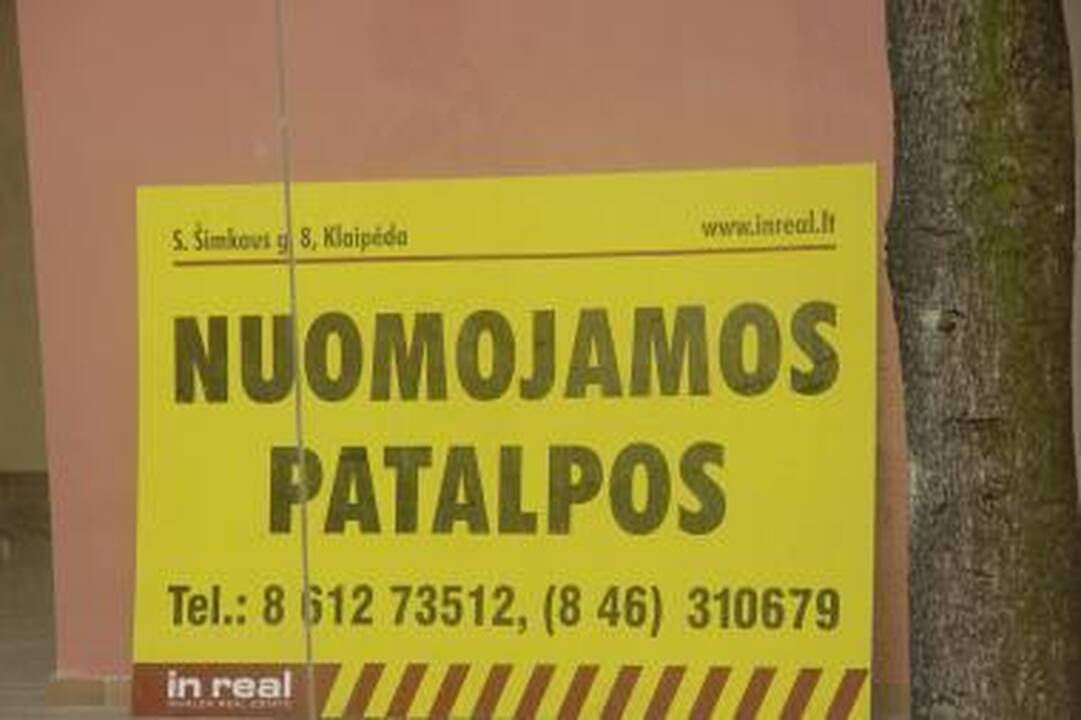 S. Šimkaus g. 8, Klaipėda www.inreal.lt
NUOMOJAMOS
PATALPOS
Tel.: 8 612 73512, (8 46) 310679
in real